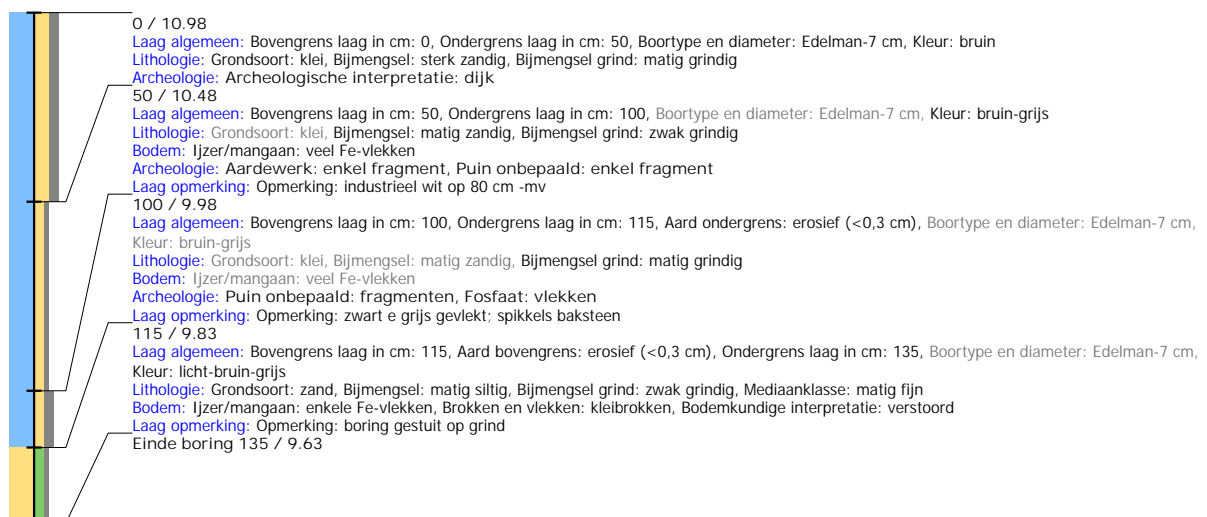 0 / 10.98
Laag algemeen: Bovengrens laag in cm: 0, Ondergrens laag in cm: 50, Boortype en diameter: Edelman-7 cm, Kleur: bruin
Lithologie: Grondsoort: klei, Bijmengsel: sterk zandig, Bijmengsel grind: matig grindig
Archeologie: Archeologische interpretatie: dijk
50 / 10.48
Laag algemeen: Bovengrens laag in cm: 50, Ondergrens laag in cm: 100, Boortype en diameter: Edelman-7 cm, Kleur: bruin-grijs
Lithologie: Grondsoort: klei, Bijmengsel: matig zandig, Bijmengsel grind: zwak grindig
Bodem: Ijzer/mangaan: veel Fe-vlekken
Archeologie: Aardewerk: enkel fragment, Puin onbepaald: enkel fragment
Laag opmerking: Opmerking: industrieel wit op 80 cm -mv
100 / 9.98
Laag algemeen: Bovengrens laag in cm: 100, Ondergrens laag in cm: 115, Aard ondergrens: erosief (<0,3 cm), Boortype en diameter: Edelman-7 cm,
Kleur: bruin-grijs
Lithologie: Grondsoort: klei, Bijmengsel: matig zandig, Bijmengsel grind: matig grindig
Bodem: Ijzer/mangaan: veel Fe-vlekken
Archeologie: Puin onbepaald: fragmenten, Fosfaat: vlekken
Laag opmerking: Opmerking: zwart e grijs gevlekt; spikkels baksteen
115 / 9.83
Laag algemeen: Bovengrens laag in cm: 115, Aard bovengrens: erosief (<0,3 cm), Ondergrens laag in cm: 135, Boortype en diameter: Edelman-7 cm,
Kleur: licht-bruin-grijs
Lithologie: Grondsoort: zand, Bijmengsel: matig siltig, Bijmengsel grind: zwak grindig, Mediaanklasse: matig fijn
Bodem: Ijzer/mangaan: enkele Fe-vlekken, Brokken en vlekken: kleibrokken, Bodemkundige interpretatie: verstoord
Laag opmerking: Opmerking: boring gestuit op grind
Einde boring 135 / 9.63